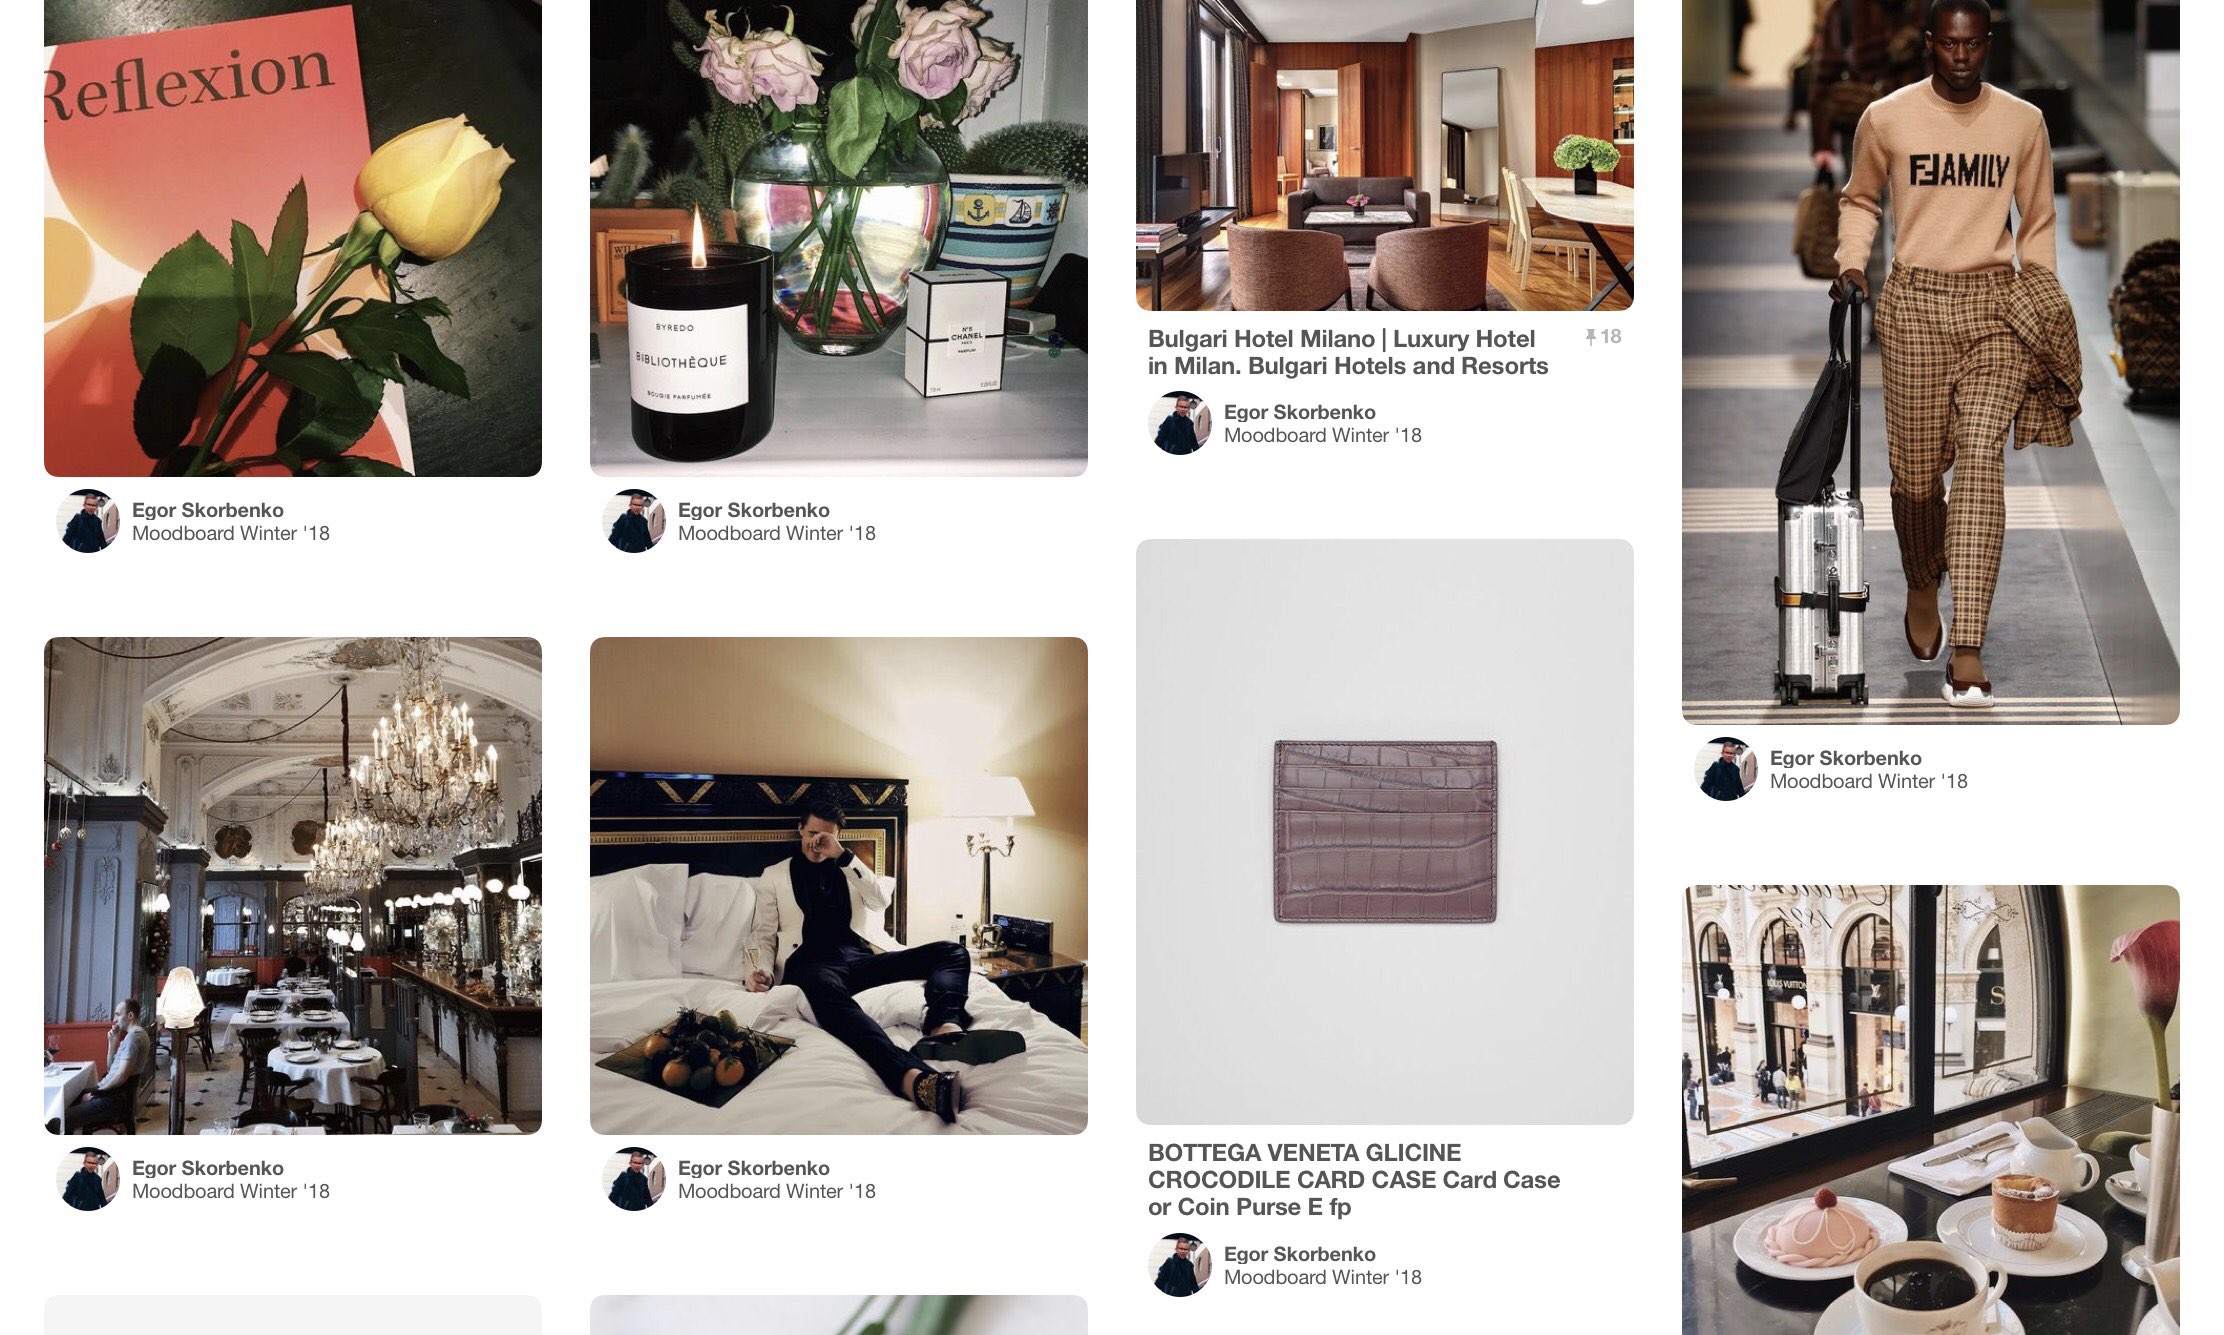 Reflexion
Egor Skorbenko
Moodboard Winter '18
BYREDO
BIBLIOTHÈQUE
BOUGIE PARFUMÉE
CHANEL
N°5
CHANEL
PARIS
PARFUM
Egor Skorbenko
Moodboard Winter '18
Bulgari Hotel Milano | Luxury Hotel
in Milan. Bulgari Hotels and Resorts
18
Egor Skorbenko
Moodboard Winter '18
FFAMILY
Egor Skorbenko
Moodboard Winter '18
Egor Skorbenko
Moodboard Winter '18
Egor Skorbenko
Moodboard Winter '18
BOTTEGA VENETA GLICINE
CROCODILE CARD CASE Card Case
or Coin Purse E fp
Egor Skorbenko
Moodboard Winter '18
1824
LOUIS VUITTON